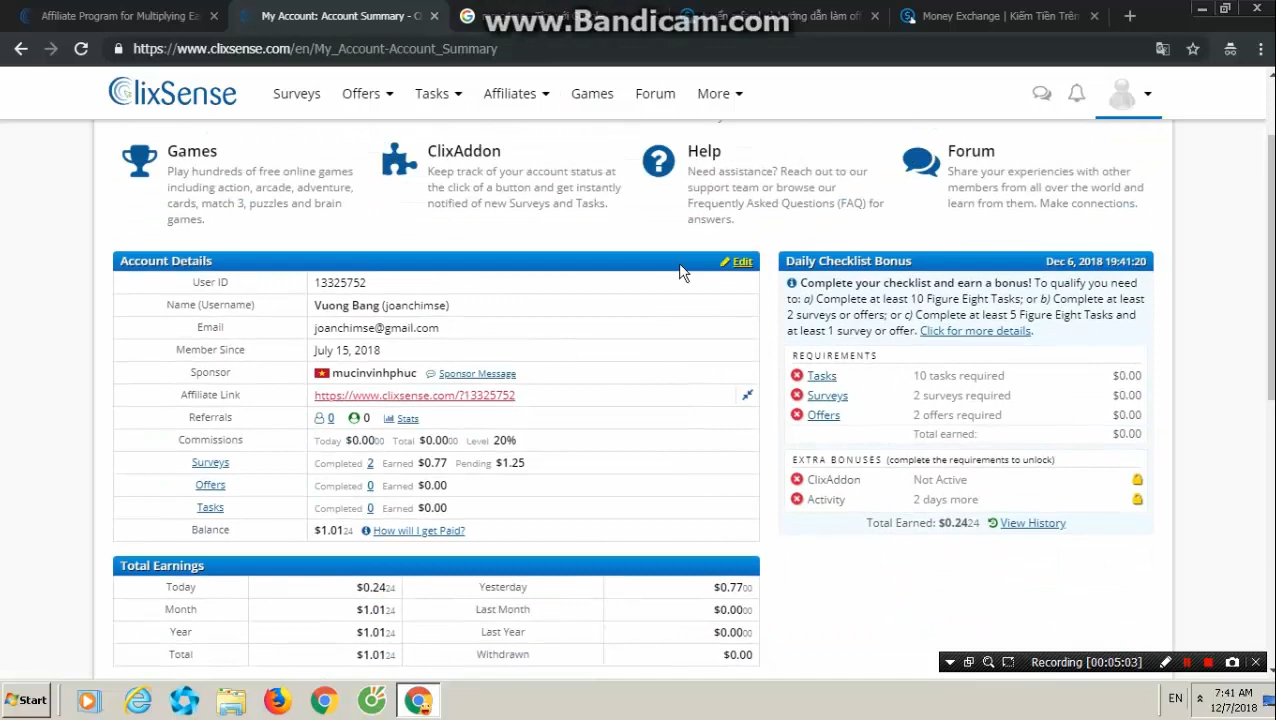 Affiliate Program for Multiplying Ea
My Account: Account Summary - C
Money Exchange | Kiếm Tiền Trên
www.Bandicam.com
https://www.clixsense.com/en/My_Account-Account_Summary
ClixSense
Surveys
Offers
Tasks
Affiliates
Games
Forum
More
Games
Play hundreds of free online games
including action, arcade, adventure,
cards, match 3, puzzles and brain
games.
ClixAddon
Keep track of your account status at
the click of a button and get instantly
notified of new Surveys and Tasks.
Help
Need assistance? Reach out to our
support team or browse our
Frequently Asked Questions (FAQ) for
answers.
Forum
Share your experiences with other
members from all over the world and
learn from them. Make connections.
Account Details
Edit
User ID 13325752
Name (Username) Vuong Bang (joanchimse)
Email joanchimse@gmail.com
Member Since July 15, 2018
Sponsor mucinvinhphuc Sponsor Message
Affiliate Link https://www.clixsense.com/?13325752
Referrals 0 0 Stats
Commissions Today $0.0000 Total $0.0000 Level 20%
Surveys Completed 2 Earned $0.77 Pending $1.25
Offers Completed 0 Earned $0.00
Tasks Completed 0 Earned $0.00
Balance $1.0124 How will I get Paid?
Total Earnings
Today $0.2424 Yesterday $0.7700
Month $1.0124 Last Month $0.0000
Year $1.0124 Last Year $0.0000
Total $1.0124 Withdrawn $0.00
Daily Checklist Bonus Dec 6, 2018 19:41:20
Complete your checklist and earn a bonus! To qualify you need
to: a) Complete at least 10 Figure Eight Tasks; or b) Complete at least
2 surveys or offers; or c) Complete at least 5 Figure Eight Tasks and
at least 1 survey or offer. Click for more details.
REQUIREMENTS
Tasks 10 tasks required $0.00
Surveys 2 surveys required $0.00
Offers 2 offers required $0.00
Total earned: $0.00
EXTRA BONUSES (complete the requirements to unlock)
ClixAddon Not Active
Activity 2 days more
Total Earned: $0.2424 View History
Recording [00:05:03]
Start
EN
7:41 AM
12/7/2018